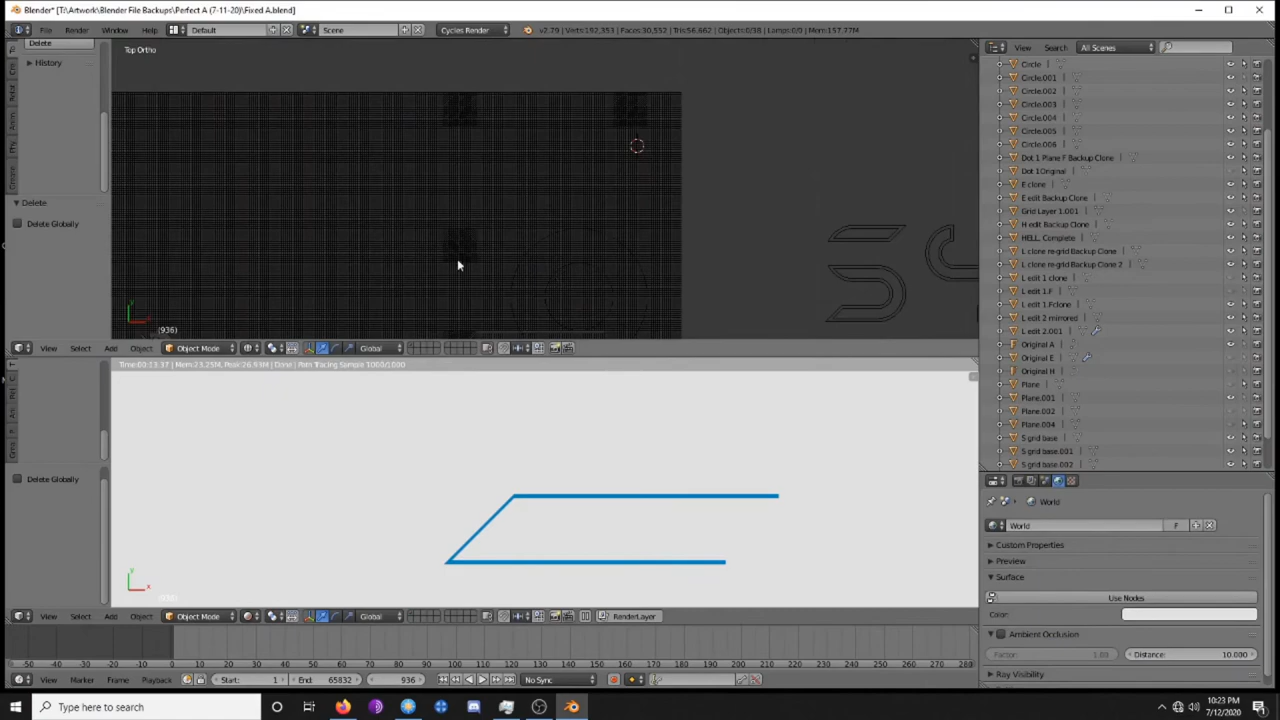 Blender* [T:\Artwork\Blender File Backups\Perfect A (7-11-20)\Fixed A.blend]
File Render Window Help Default Scene Cycles Render v2.79 | Verts:192,353 | Faces:30,552 | Tris:56,662 | Objects:0/38 | Lamps:0/0 | Mem:157.77M
Delete
History
Delete
Delete Globally
Top Ortho
(936)
View Select Add Object Object Mode Global
Time:00:13.37 | Mem:23.25M, Peak:26.93M | Done | Path Tracing Sample 1000/1000
Delete Globally
View Select Add Object Object Mode Global RenderLayer
-50 -40 -30 -20 -10 0 10 20 30 40 50 60 70 80 90 100 110 120 130 140 150 160 170 180 190 200 210 220 230 240 250 260 270 280
View Marker Frame Playback Start: 1 End: 65832 936 No Sync
View Search All Scenes
Circle
Circle.001
Circle.002
Circle.003
Circle.004
Circle.005
Circle.006
Dot 1 Plane F Backup Clone
Dot 1Original
E clone
E edit Backup Clone
Grid Layer 1.001
H edit Backup Clone
HELL. Complete
L clone re-grid Backup Clone
L clone re-grid Backup Clone 2
L edit 1 clone
L edit 1.F
L edit 1.Fclone
L edit 2 mirrored
L edit 2.001
Original A
Original E
Original H
Plane
Plane.001
Plane.002
Plane.004
S grid base
S grid base.001
S grid base.002
World
World F
Custom Properties
Preview
Surface
Use Nodes
Color:
Ambient Occlusion
Factor: 1.00 Distance: 10.000
Ray Visibility
Type here to search
10:23 PM
7/12/2020